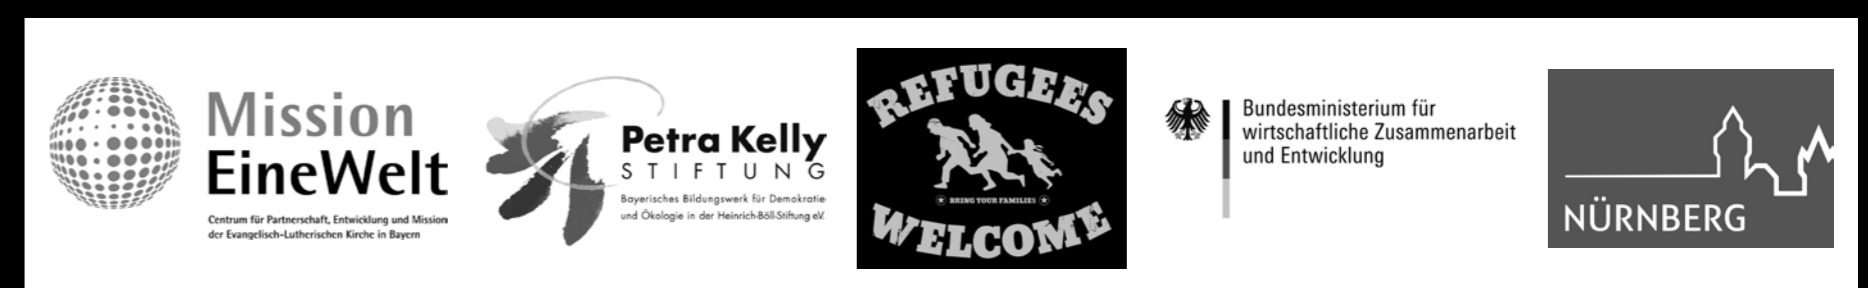 Mission
EineWelt
Centrum für Partnerschaft, Entwicklung und Mission
der Evangelisch-Lutherischen Kirche in Bayern
Petra Kelly
STIFTUNG
Bayerisches Bildungswerk für Demokratie
und Ökologie in der Heinrich-Böll-Stiftung e.V.
REFUGEES
BRING YOUR FAMILIES
WELCOME
Bundesministerium für
wirtschaftliche Zusammenarbeit
und Entwicklung
NÜRNBERG